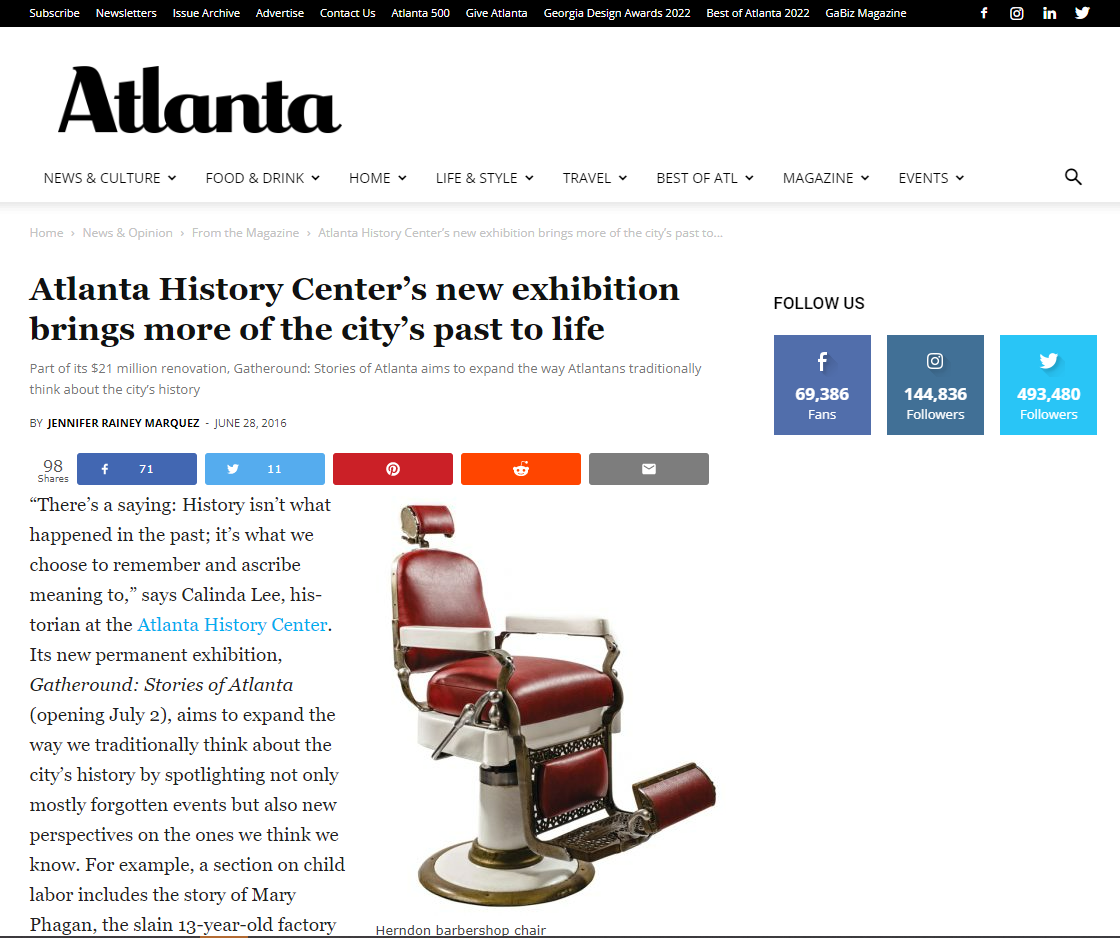 Subscribe Newsletters Issue Archive Advertise Contact Us Atlanta 500 Give Atlanta Georgia Design Awards 2022 Best of Atlanta 2022 GaBiz Magazine
Atlanta
NEWS & CULTURE FOOD & DRINK HOME LIFE & STYLE TRAVEL BEST OF ATL MAGAZINE EVENTS
Home › News & Opinion › From the Magazine › Atlanta History Center’s new exhibition brings more of the city’s past to...
Atlanta History Center’s new exhibition
brings more of the city’s past to life
Part of its $21 million renovation, Gatheround: Stories of Atlanta aims to expand the way Atlantans traditionally
think about the city’s history
BY JENNIFER RAINEY MARQUEZ - JUNE 28, 2016
98
Shares
71
11
“There’s a saying: History isn’t what
happened in the past; it’s what we
choose to remember and ascribe
meaning to,” says Calinda Lee, his-
torian at the Atlanta History Center.
Its new permanent exhibition,
Gatheround: Stories of Atlanta
(opening July 2), aims to expand the
way we traditionally think about the
city’s history by spotlighting not only
mostly forgotten events but also new
perspectives on the ones we think we
know. For example, a section on child
labor includes the story of Mary
Phagan, the slain 13-year-old factory
Herndon barbershop chair
FOLLOW US
69,386 144,836 493,480
Fans Followers Followers